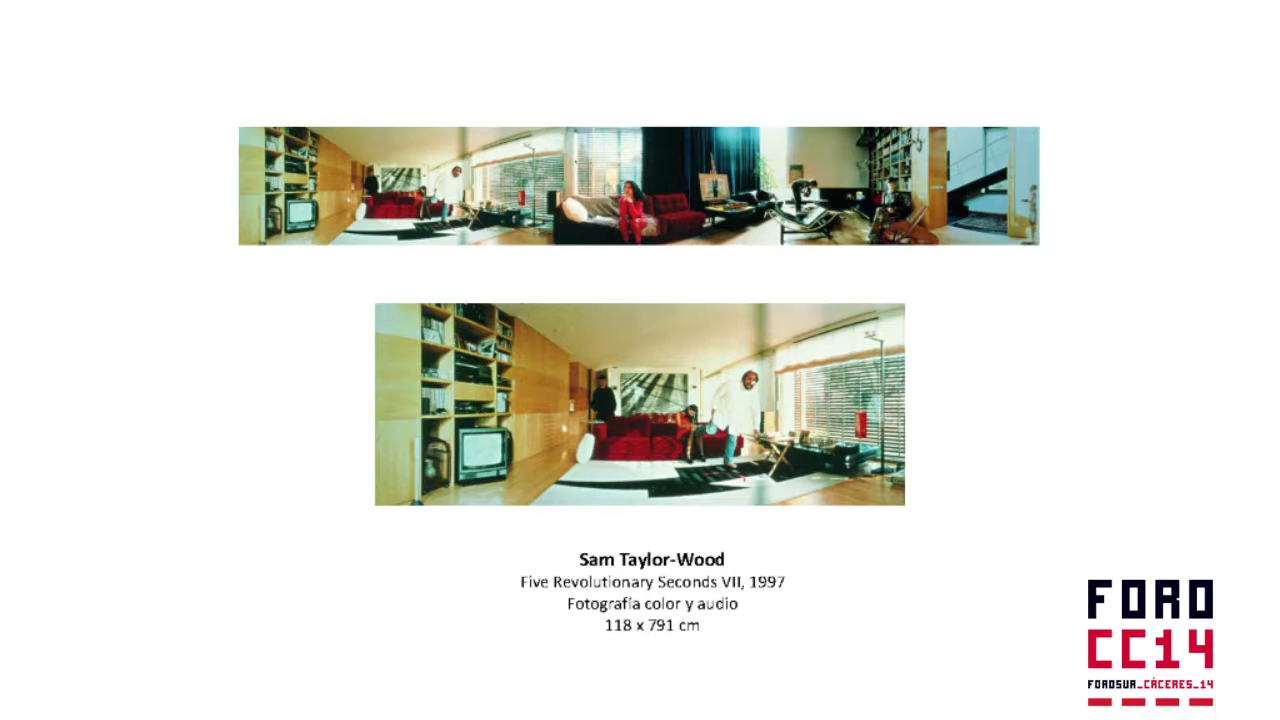 Sam Taylor-Wood
Five Revolutionary Seconds VII, 1997
Fotografía color y audio
118 x 791 cm
FORO
CC14
FOROSUR_CÁCERES_14